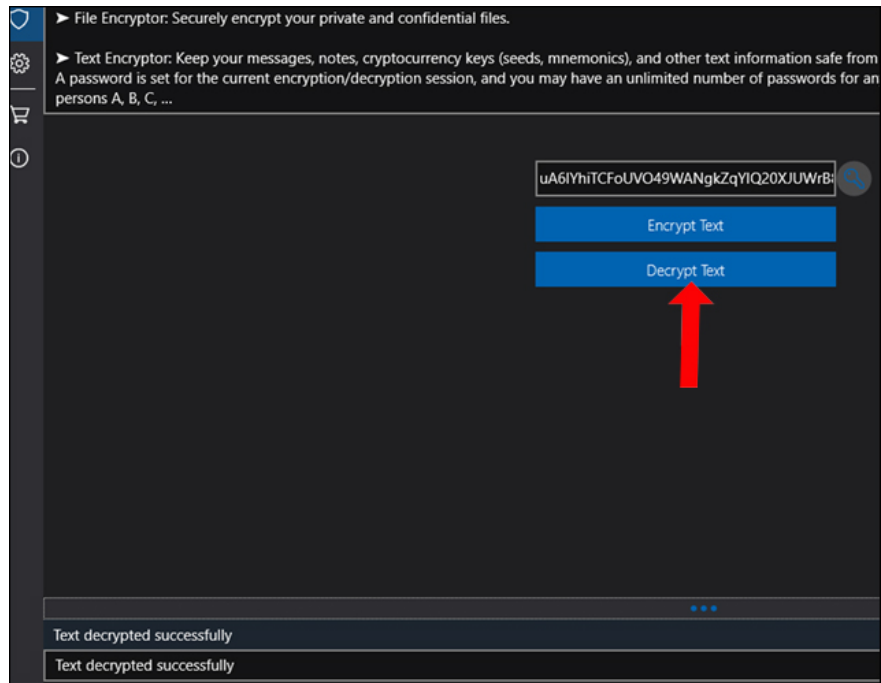 ➤ File Encryptor: Securely encrypt your private and confidential files.
➤ Text Encryptor: Keep your messages, notes, cryptocurrency keys (seeds, mnemonics), and other text information safe from
A password is set for the current encryption/decryption session, and you may have an unlimited number of passwords for an
persons A, B, C, ...
uA6IYhiTCFoUVO49WANgkZqYIQ20XJUWrB
Encrypt Text
Decrypt Text
Text decrypted successfully
Text decrypted successfully